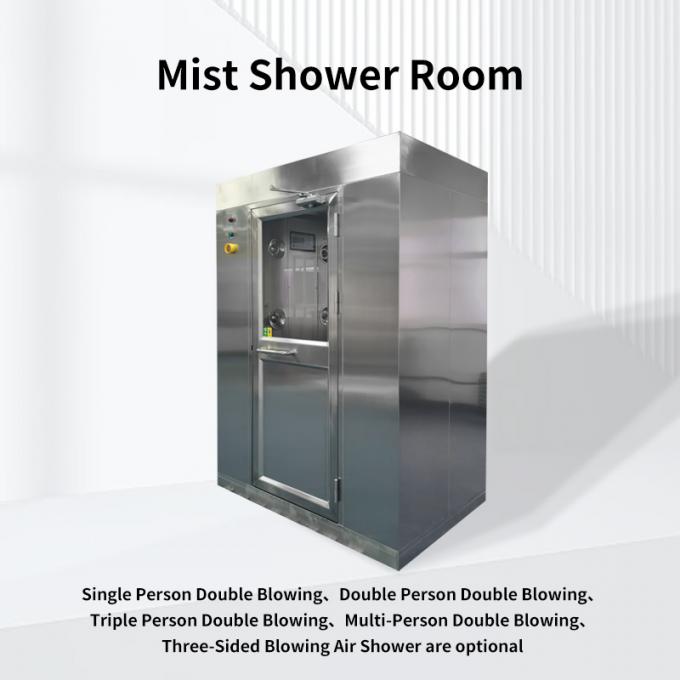 Mist Shower Room
Single Person Double Blowing、Double Person Double Blowing、
Triple Person Double Blowing、Multi-Person Double Blowing、
Three-Sided Blowing Air Shower are optional